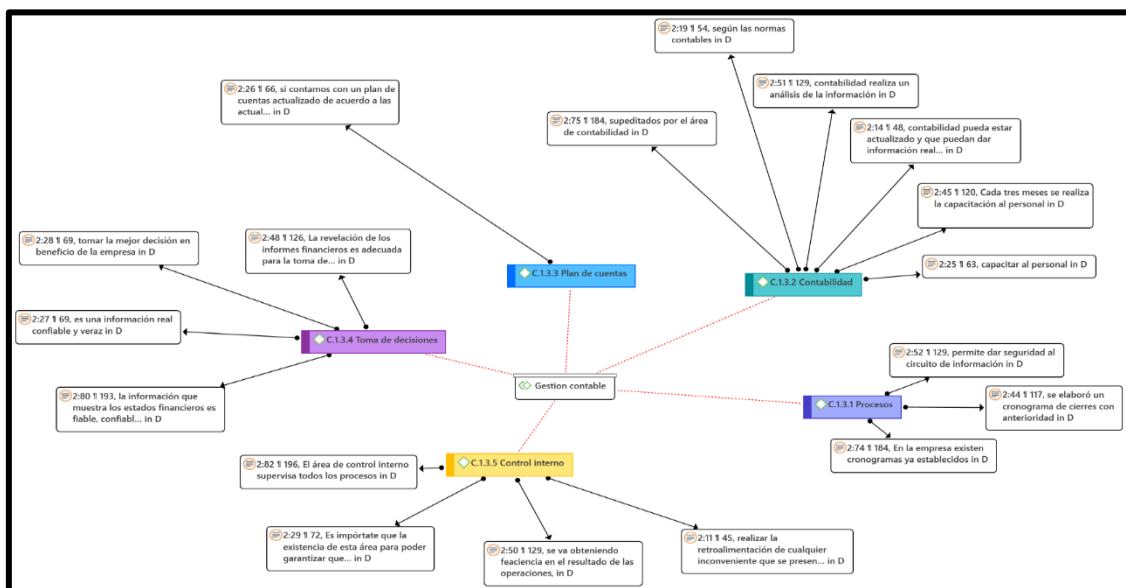 2:19 ¶ 54, según las normas
contables in D
2:26 ¶ 66, si contamos con un plan de
cuentas actualizado de acuerdo a las
actual... in D
2:51 ¶ 129, contabilidad realiza un
análisis de la información in D
2:75 ¶ 184, supeditados por el área
de contabilidad in D
2:14 ¶ 48, contabilidad pueda estar
actualizado y que puedan dar
información real... in D
2:45 ¶ 120, Cada tres meses se realiza
la capacitación al personal in D
2:28 ¶ 69, tomar la mejor decisión en
beneficio de la empresa in D
2:48 ¶ 126, La revelación de los
informes financieros es adecuada
para la toma de... in D
2:25 ¶ 63, capacitar al personal in D
C.1.3.3 Plan de cuentas
C.1.3.2 Contabilidad
2:27 ¶ 69, es una información real
confiable y veraz in D
C.1.3.4 Toma de decisiones
2:52 ¶ 129, permite dar seguridad al
circuito de información in D
Gestion contable
2:80 ¶ 193, la información que
muestra los estados financieros es
fiable, confiabl... in D
C.1.3.1 Procesos
2:44 ¶ 117, se elaboró un
cronograma de cierres con
anterioridad in D
2:74 ¶ 184, En la empresa existen
cronogramas ya establecidos in D
2:82 ¶ 196, El área de control interno
supervisa todos los procesos in D
C.1.3.5 Control interno
2:29 ¶ 72, Es impórtate que la
existencia de esta área para poder
garantizar que... in D
2:50 ¶ 129, se va obteniendo
feaciencia en el resultado de las
operaciones, in D
2:11 ¶ 45, realizar la
retroalimentación de cualquier
inconveniente que se presen... in D